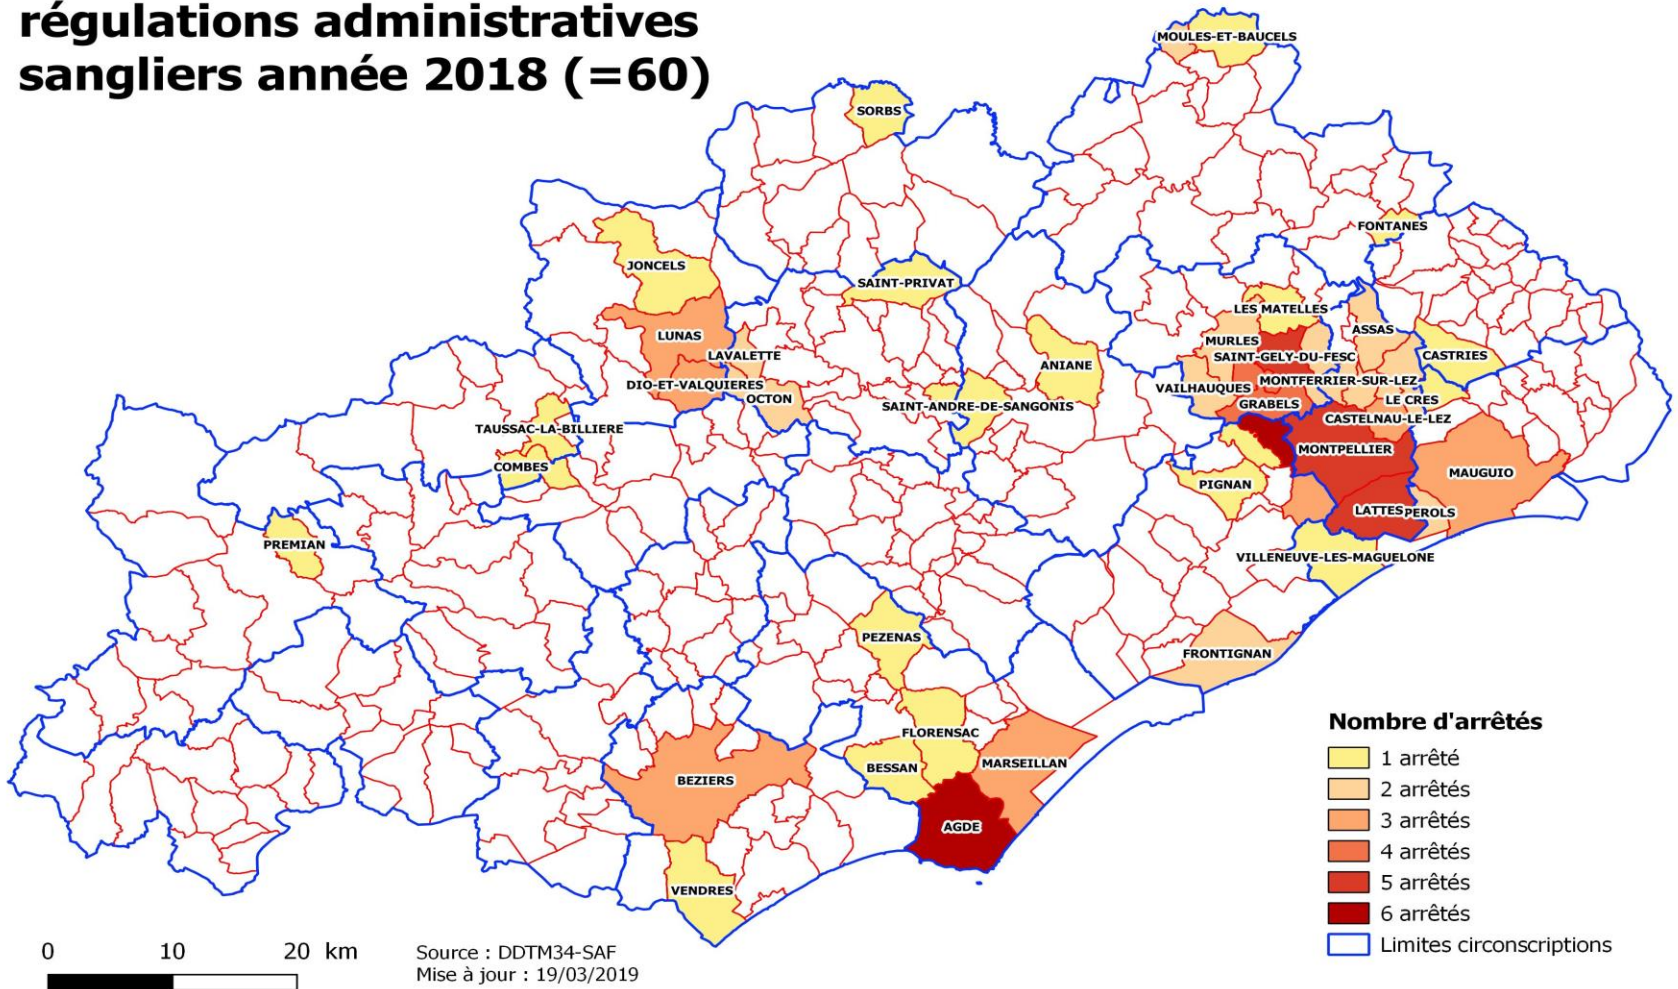 régulations administratives
sangliers année 2018 (=60)
MOULES-ET-BAUCELS
SORBS
FONTANES
JONCELS
SAINT-PRIVAT
LES MATELLES
LUNAS
ASSAS
MURLES
LAVALETTE
SAINT-GELY-DU-FESC
CASTRIES
ANIANE
DIO-ET-VALQUIERES
MONTFERRIER-SUR-LEZ
VAILHAUQUES
OCTON
LE CRES
SAINT-ANDRE-DE-SANGONIS
GRABELS
CASTELNAU-LE-LEZ
TAUSSAC-LA-BILLIERE
MONTPELLIER
COMBES
MAUGUIO
PIGNAN
LATTES
PEROLS
PREMIAN
VILLENEUVE-LES-MAGUELONE
PEZENAS
FRONTIGNAN
FLORENSAC
MARSEILLAN
BESSAN
BEZIERS
AGDE
VENDRES
Nombre d'arrêtés
1 arrêté
2 arrêtés
3 arrêtés
4 arrêtés
5 arrêtés
6 arrêtés
Limites circonscriptions
0 10 20 km
Source : DDTM34-SAF
Mise à jour : 19/03/2019